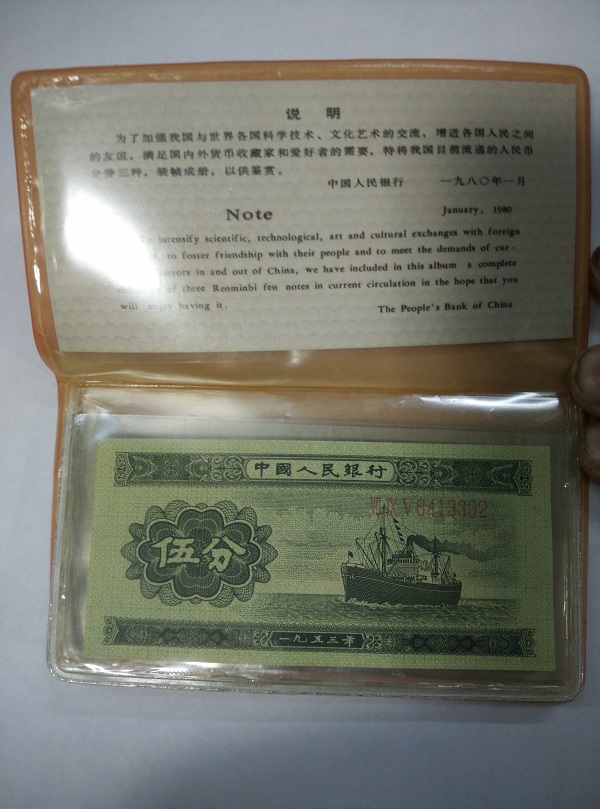 说 明
为了加强我国与世界各国科学技术、文化艺术的交流，增进各国人民之间
的友谊，满足国内外货币收藏家和爱好者的需要，特将我国目前流通的人民币
分券三种，装帧成册，以供鉴赏。
中国人民银行 一九八〇年一月
Note
January, 1980
To intensify scientific, technological, art and cultural exchanges with foreign
to foster friendship with their people and to meet the demands of cur-
in and out of China, we have included in this album a complete
of three Renminbi fen notes in current circulation in the hope that you
will enjoy having it.
The People's Bank of China
中國人民銀行
V 8413302
伍分
一九五三年